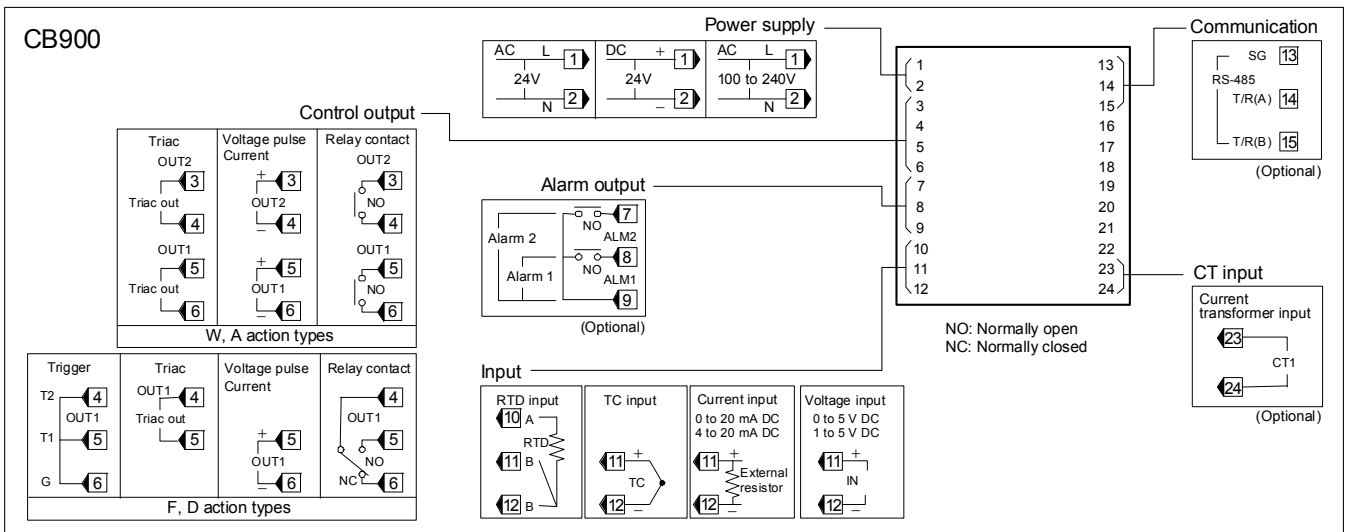 CB900
Power supply
AC L 1
24V
N 2
DC + 1
24V
– 2
AC L 1
100 to 240V
N 2
Control output
Triac
OUT2
3
Triac out
4
OUT1
5
Triac out
6
Voltage pulse
Current
+ 3
OUT2
– 4
+ 5
OUT1
– 6
Relay contact
OUT2
3
NO
4
OUT1
5
NO
6
W, A action types
Trigger
T2 4
OUT1
T1 5
G 6
Triac
OUT1 4
Triac out
5
Voltage pulse
Current
+ 5
OUT1
– 6
Relay contact
4
OUT1
5
NO
NC 6
F, D action types
Alarm output
7
NO
Alarm 2 ALM2
8
NO
Alarm 1 ALM1
9
(Optional)
Input
RTD input
10 A
RTD
11 B
12 B
TC input
11 +
TC
12 –
Current input
0 to 20 mA DC
4 to 20 mA DC
11 +
External
resistor
12 –
Voltage input
0 to 5 V DC
1 to 5 V DC
11 +
IN
12 –
1 13
2 14
3 15
4 16
5 17
6 18
7 19
8 20
9 21
10 22
11 23
12 24
NO: Normally open
NC: Normally closed
Communication
SG 13
RS-485
T/R(A) 14
T/R(B) 15
(Optional)
CT input
Current
transformer input
23
CT1
24
(Optional)